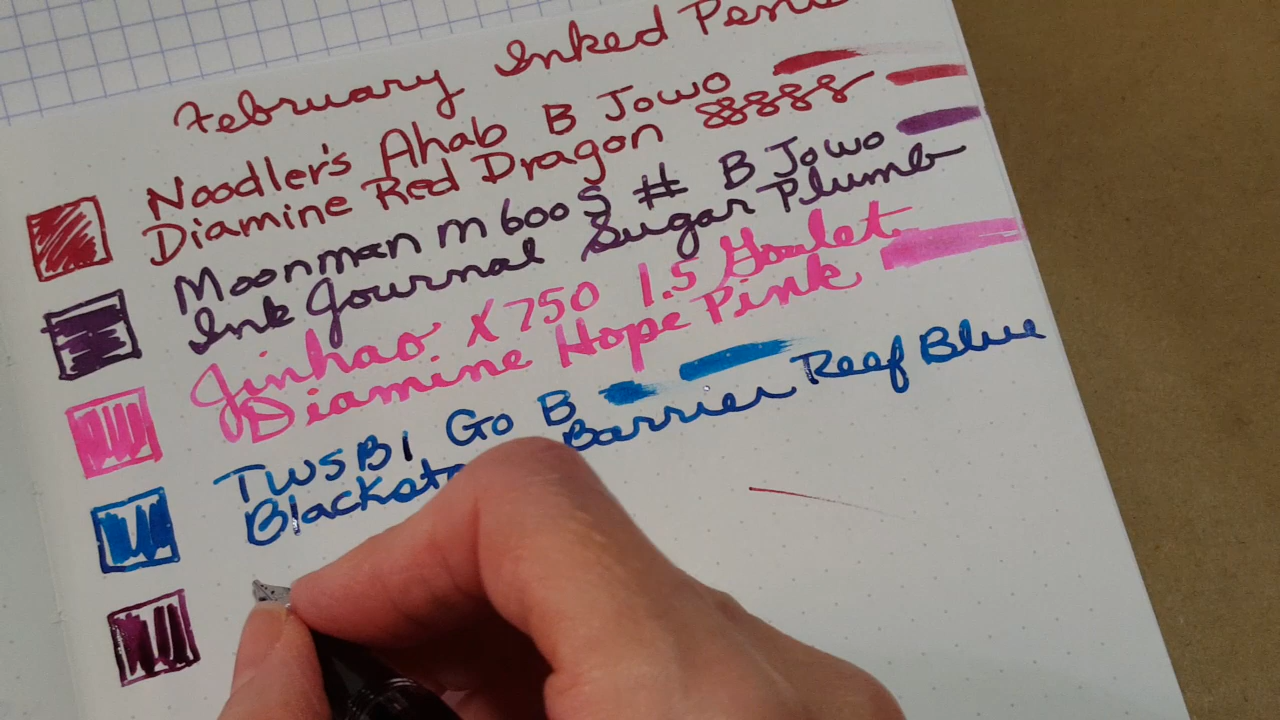 February Inked Pens
Noodler's Ahab B Jowo
Diamine Red Dragon
Moonman M600S # B Jowo
Ink Journal Sugar Plumb
Jinhao X750 1.5 Goulet
Diamine Hope Pink
TWSBI Go B
Barrier Reef Blue